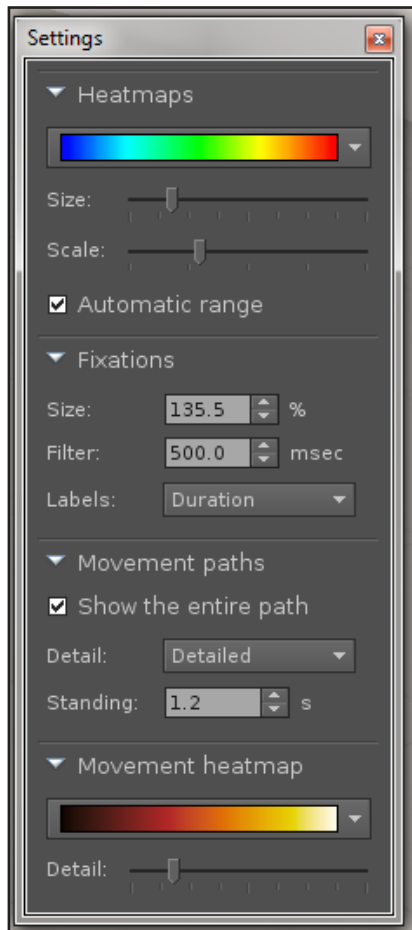 Settings
Heatmaps
Size:
Scale:
Automatic range
Fixations
Size: 135.5 %
Filter: 500.0 msec
Labels: Duration
Movement paths
Show the entire path
Detail: Detailed
Standing: 1.2 s
Movement heatmap
Detail: